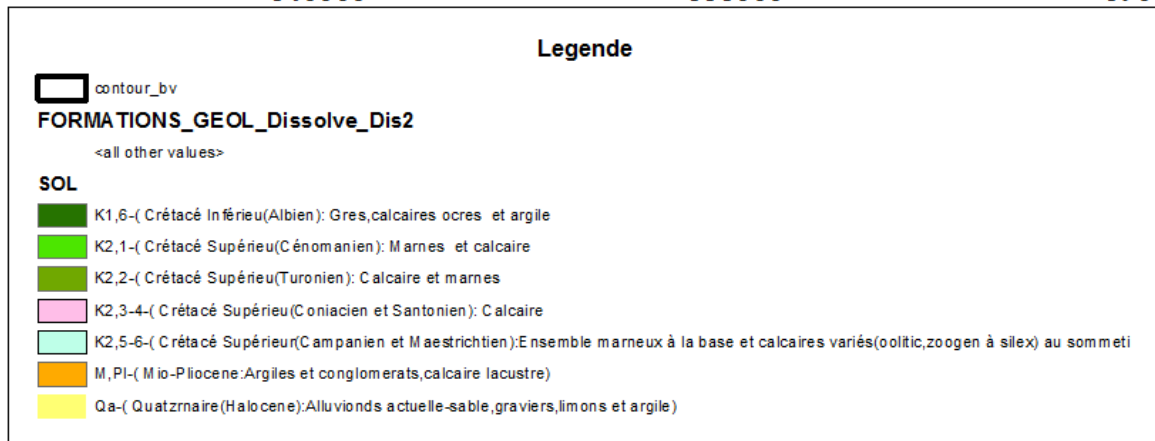 Legende
contour_bv
FORMATIONS_GEOL_Dissolve_Dis2
<all other values>
SOL
K1,6-( Crétacé Inférieu(Albien): Gres,calcaires ocres et argile
K2,1-( Crétacé Supérieu(Cénomanien): Marnes et calcaire
K2,2-( Crétacé Supérieu(Turonien): Calcaire et marnes
K2,3-4-( Crétacé Supérieu(Coniacien et Santonien): Calcaire
K2,5-6-( Crétacé Supérieur(Campanien et Maestrichtien):Ensemble marneux à la base et calcaires variés(oolitic,zoogen à silex) au sommeti
M,Pl-( Mio-Pliocene:Argiles et conglomerats,calcaire lacustre)
Qa-( Quatzrnaire(Halocene):Alluvionds actuelle-sable,graviers,limons et argile)